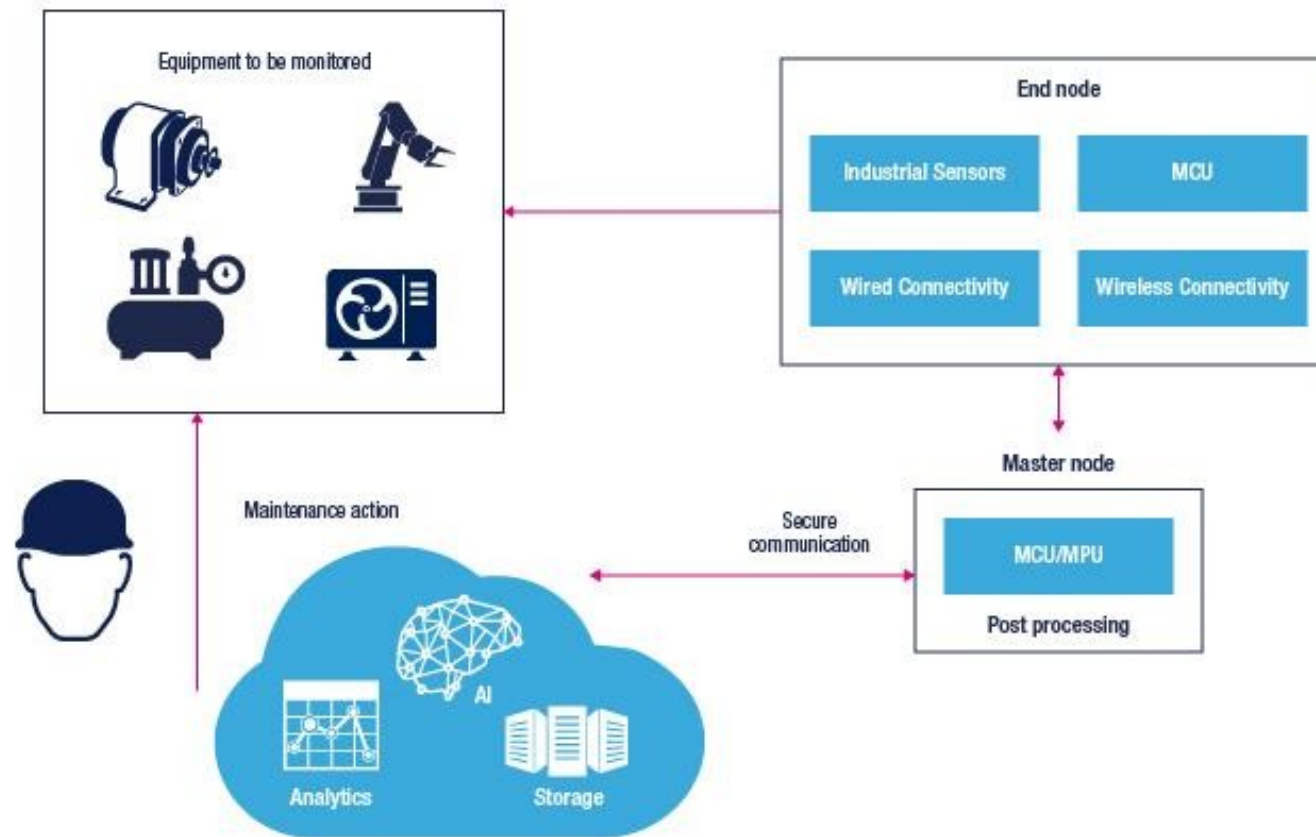 Equipment to be monitored
End node
Industrial Sensors
MCU
Wired Connectivity
Wireless Connectivity
Master node
MCU/MPU
Post processing
Secure
communication
Maintenance action
AI
Analytics
Storage